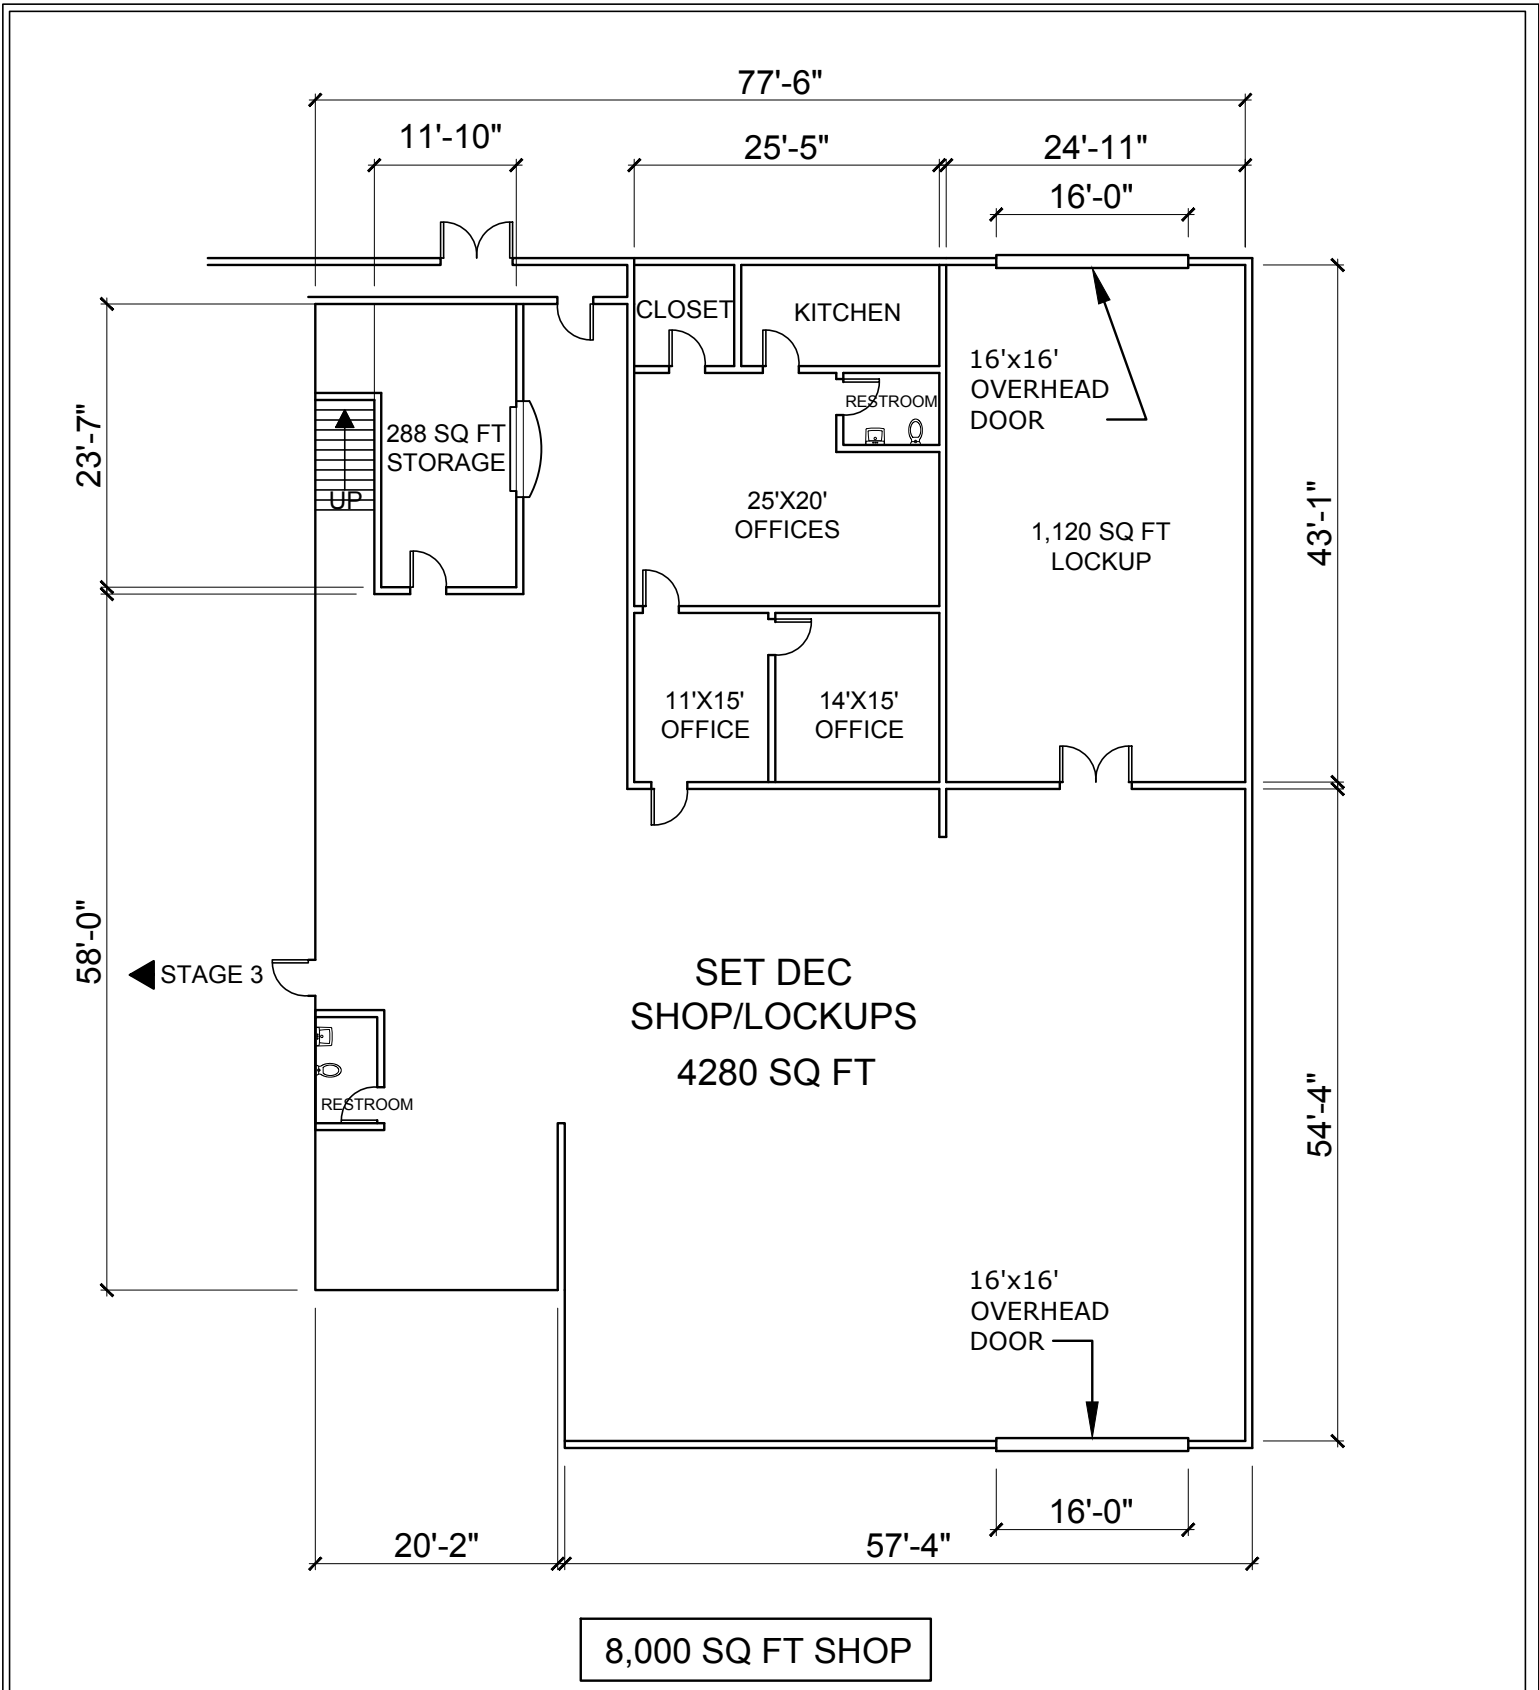 77'-6"
11'-10"
25'-5"
24'-11"
16'-0"
CLOSET
KITCHEN
16'x16'
OVERHEAD
DOOR
RESTROOM
23'-7"
288 SQ FT
STORAGE
UP
25'X20'
OFFICES
1,120 SQ FT
LOCKUP
43'-1"
11'X15'
OFFICE
14'X15'
OFFICE
58'-0"
STAGE 3
SET DEC
SHOP/LOCKUPS
4280 SQ FT
RESTROOM
54'-4"
16'x16'
OVERHEAD
DOOR
16'-0"
20'-2"
57'-4"
8,000 SQ FT SHOP